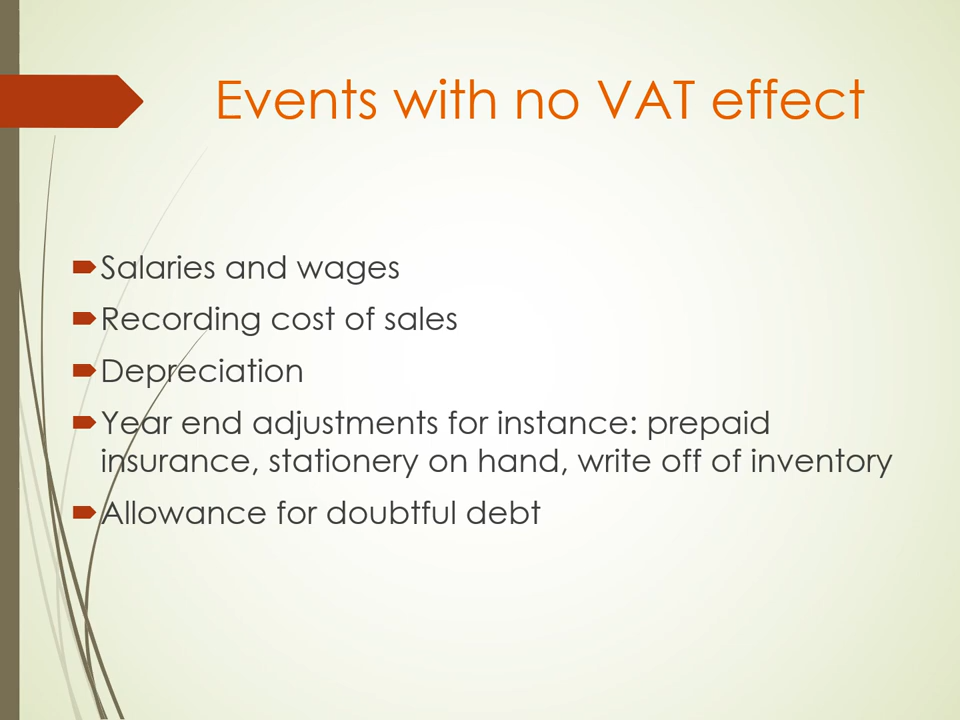 Events with no VAT effect
Salaries and wages
Recording cost of sales
Depreciation
Year end adjustments for instance: prepaid
insurance, stationery on hand, write off of inventory
Allowance for doubtful debt